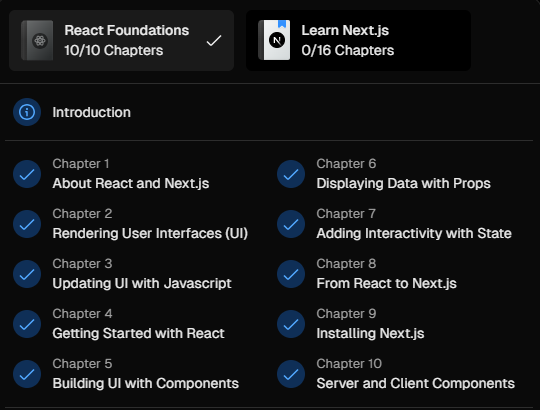 React Foundations
10/10 Chapters
Learn Next.js
0/16 Chapters
Introduction
Chapter 1
About React and Next.js
Chapter 2
Rendering User Interfaces (UI)
Chapter 3
Updating UI with Javascript
Chapter 4
Getting Started with React
Chapter 5
Building UI with Components
Chapter 6
Displaying Data with Props
Chapter 7
Adding Interactivity with State
Chapter 8
From React to Next.js
Chapter 9
Installing Next.js
Chapter 10
Server and Client Components